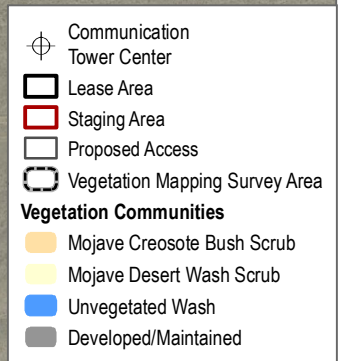 Communication
Tower Center
Lease Area
Staging Area
Proposed Access
Vegetation Mapping Survey Area
Vegetation Communities
Mojave Creosote Bush Scrub
Mojave Desert Wash Scrub
Unvegetated Wash
Developed/Maintained